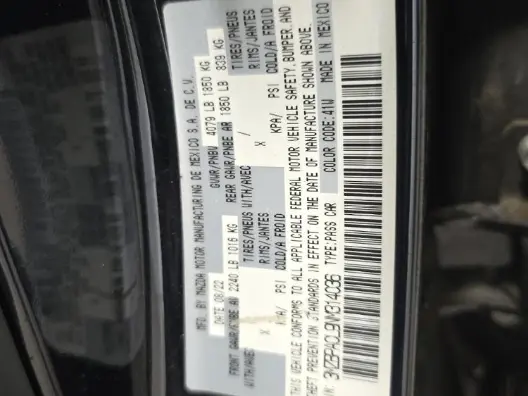 MFD. BY MAZDA MOTOR MANUFACTURING DE MEXICO S.A. DE C.V.
DATE 08/22 GVWR/PNBV 4079 LB 1850 KG
FRONT GAWR/PNBE AV 2240 LB 1016 KG REAR GAWR/PNBE AR 1850 LB 839 KG
WITH/AVEC TIRES/PNEUS WITH/AVEC TIRES/PNEUS
X RIMS/JANTES X / RIMS/JANTES
KPA/ PSI COLD/A FROID KPA/ PSI COLD/A FROID
THIS VEHICLE CONFORMS TO ALL APPLICABLE FEDERAL MOTOR VEHICLE SAFETY, BUMPER, AND
THEFT PREVENTION STANDARDS IN EFFECT ON THE DATE OF MANUFACTURE SHOWN ABOVE.
TYPE:PASS CAR COLOR CODE:41W MADE IN MEXICO